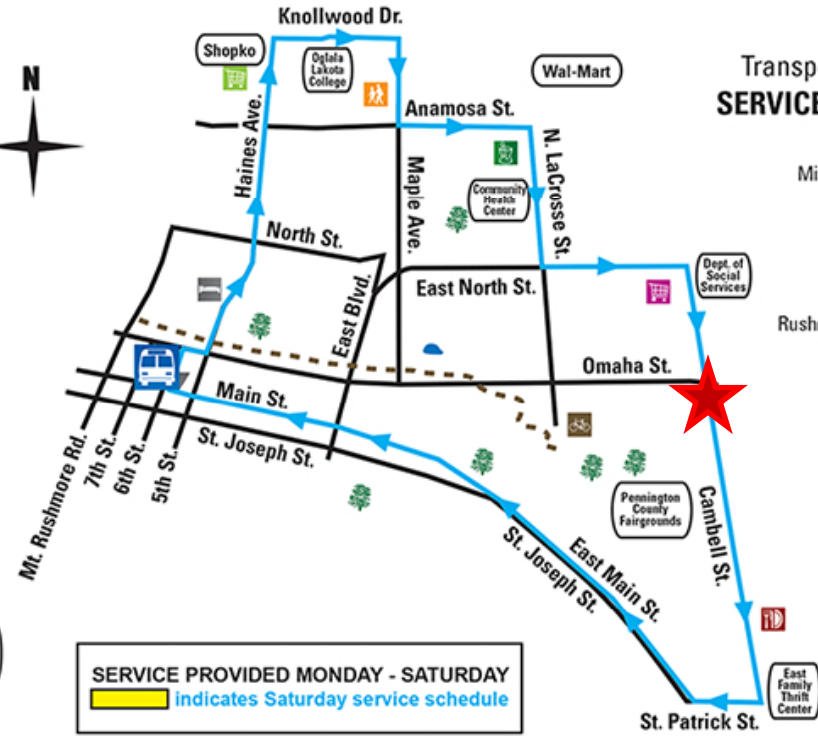 Knollwood Dr.
Shopko
Oglala
Lakota
College
Wal-Mart
Transp
SERVICE
N
Anamosa St.
Haines Ave.
Maple Ave.
N. LaCrosse St.
Mi
Community
Health
Center
North St.
East North St.
Dept. of
Social
Services
Rushm
East Blvd.
Omaha St.
Main St.
St. Joseph St.
Mt. Rushmore Rd.
7th St.
6th St.
5th St.
Pennington
County
Fairgrounds
Cambell St.
St. Joseph St.
East Main St.
East
Family
Thrift
Center
St. Patrick St.
SERVICE PROVIDED MONDAY - SATURDAY
indicates Saturday service schedule